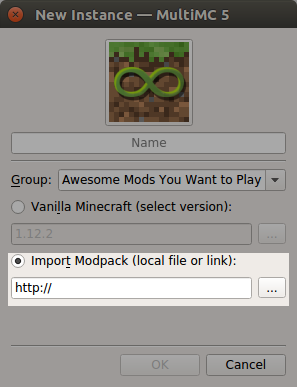 New Instance — MultiMC 5
Name
Group: Awesome Mods You Want to Play
Vanilla Minecraft (select version):
1.12.2 ...
Import Modpack (local file or link):
http:// ...
OK Cancel